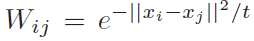 W_{ij} = e^{-||x_i-x_j||^2/t}